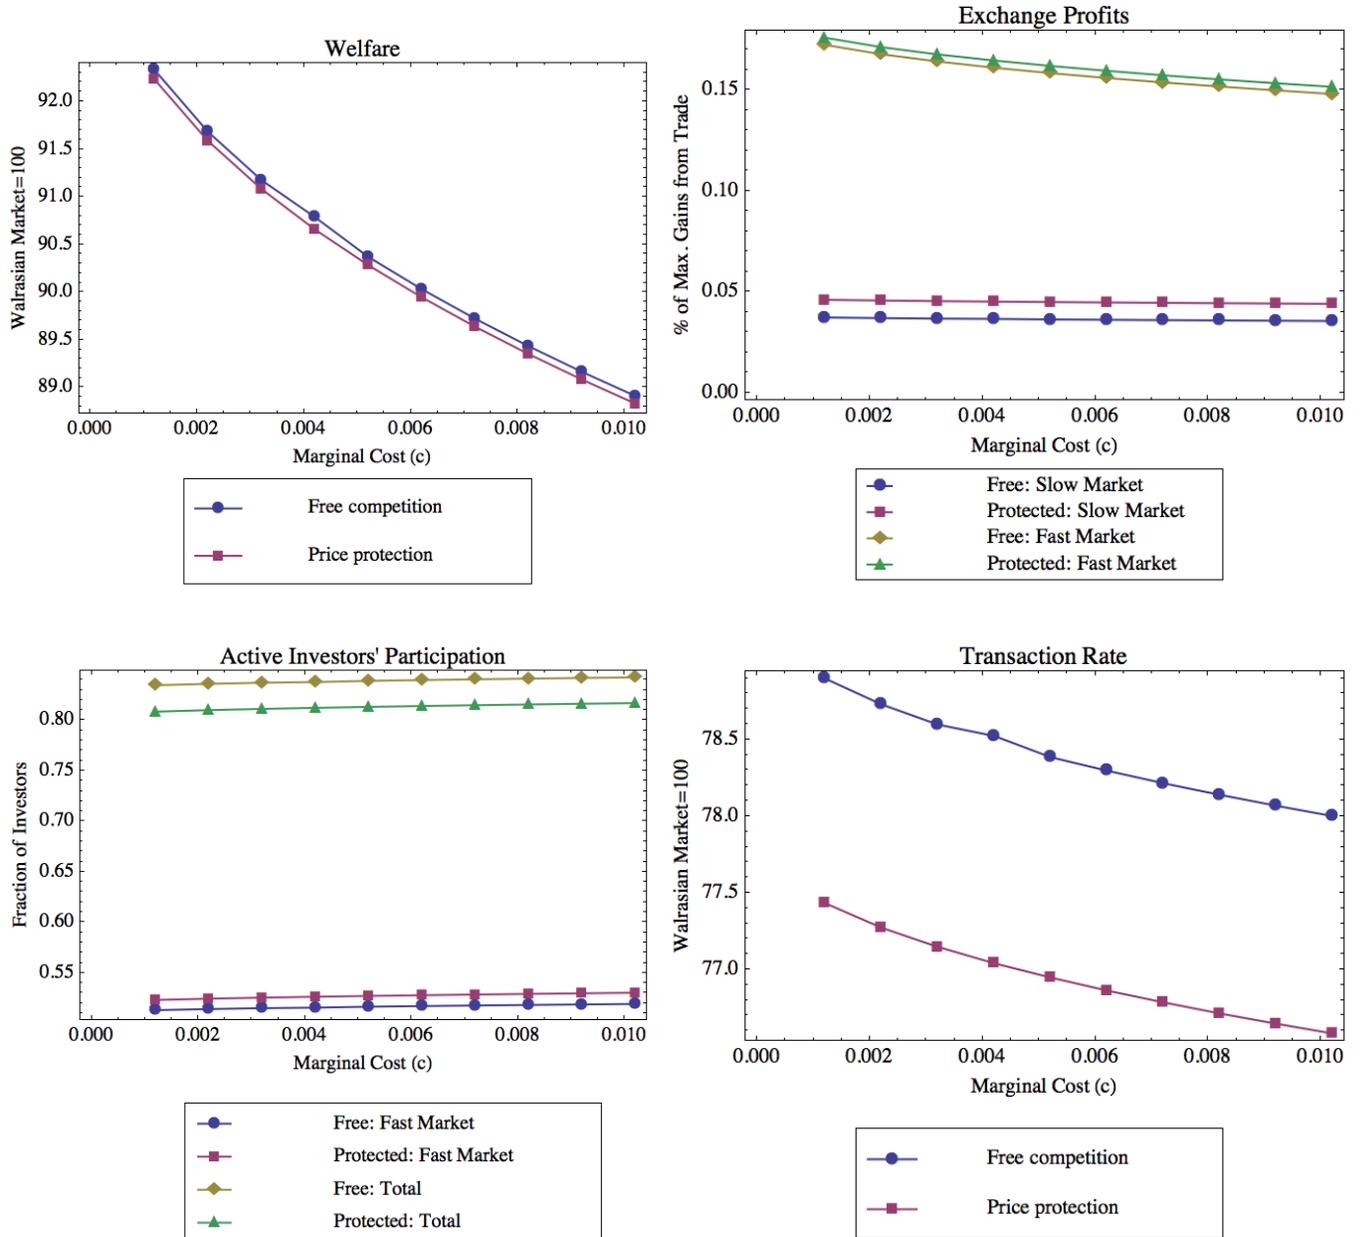 Welfare
Walrasian Market=100
92.0
91.5
91.0
90.5
90.0
89.5
89.0
0.000 0.002 0.004 0.006 0.008 0.010
Marginal Cost (c)
Free competition
Price protection
Exchange Profits
% of Max. Gains from Trade
0.15
0.10
0.05
0.00
0.000 0.002 0.004 0.006 0.008 0.010
Marginal Cost (c)
Free: Slow Market
Protected: Slow Market
Free: Fast Market
Protected: Fast Market
Active Investors' Participation
Fraction of Investors
0.80
0.75
0.70
0.65
0.60
0.55
0.000 0.002 0.004 0.006 0.008 0.010
Marginal Cost (c)
Free: Fast Market
Protected: Fast Market
Free: Total
Protected: Total
Transaction Rate
Walrasian Market=100
78.5
78.0
77.5
77.0
0.000 0.002 0.004 0.006 0.008 0.010
Marginal Cost (c)
Free competition
Price protection